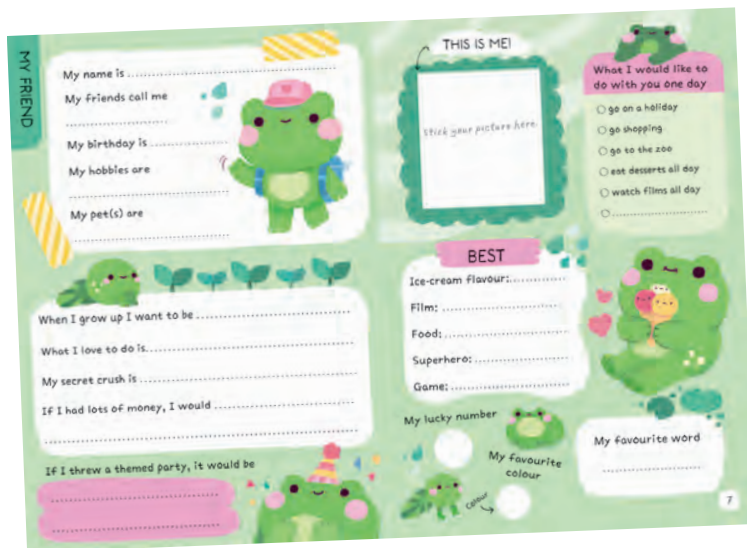 MY FRIEND
My name is
My friends call me
My birthday is
My hobbies are
My pet(s) are
When I grow up I want to be
What I love to do is
My secret crush is
If I had lots of money, I would
If I threw a themed party, it would be
THIS IS ME!
Stick your picture here.
What I would like to
do with you one day
go on a holiday
go shopping
go to the zoo
eat desserts all day
watch films all day
BEST
Ice-cream flavour:
Film:
Food:
Superhero:
Game:
My lucky number
My favourite
colour
Colour
My favourite word
7